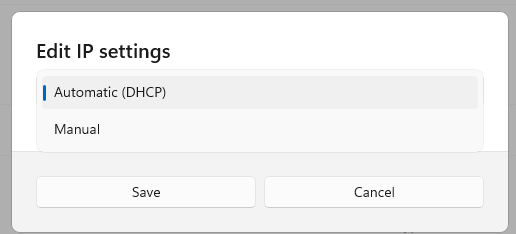 Edit IP settings
Automatic (DHCP)
Manual
Save
Cancel